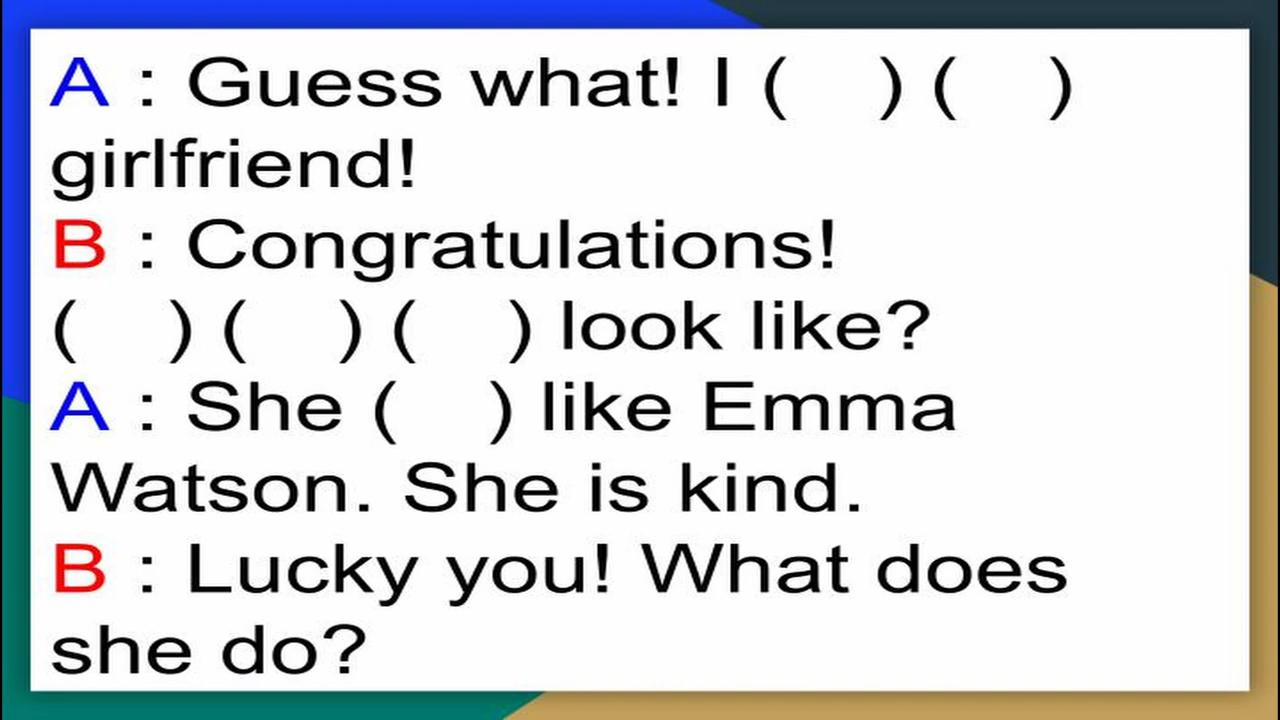 A : Guess what! I (    ) (    )
girlfriend!
B : Congratulations!
(    ) (    ) (    ) look like?
A : She (    ) like Emma
Watson. She is kind.
B : Lucky you! What does
she do?